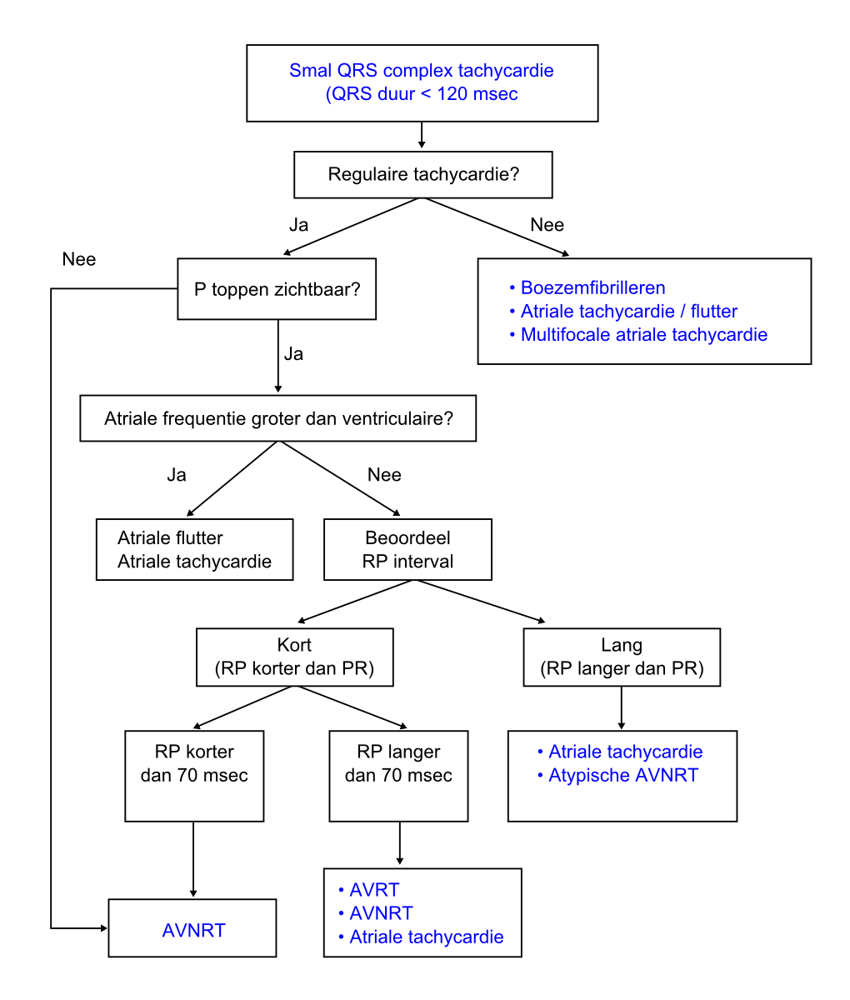 Smal QRS complex tachycardie
(QRS duur < 120 msec
Regulaire tachycardie?
Ja
Nee
Nee
P toppen zichtbaar?
• Boezemfibrilleren
• Atriale tachycardie / flutter
• Multifocale atriale tachycardie
Ja
Atriale frequentie groter dan ventriculaire?
Ja
Nee
Atriale flutter
Atriale tachycardie
Beoordeel
RP interval
Kort
(RP korter dan PR)
Lang
(RP langer dan PR)
RP korter
dan 70 msec
RP langer
dan 70 msec
• Atriale tachycardie
• Atypische AVNRT
• AVRT
• AVNRT
• Atriale tachycardie
AVNRT